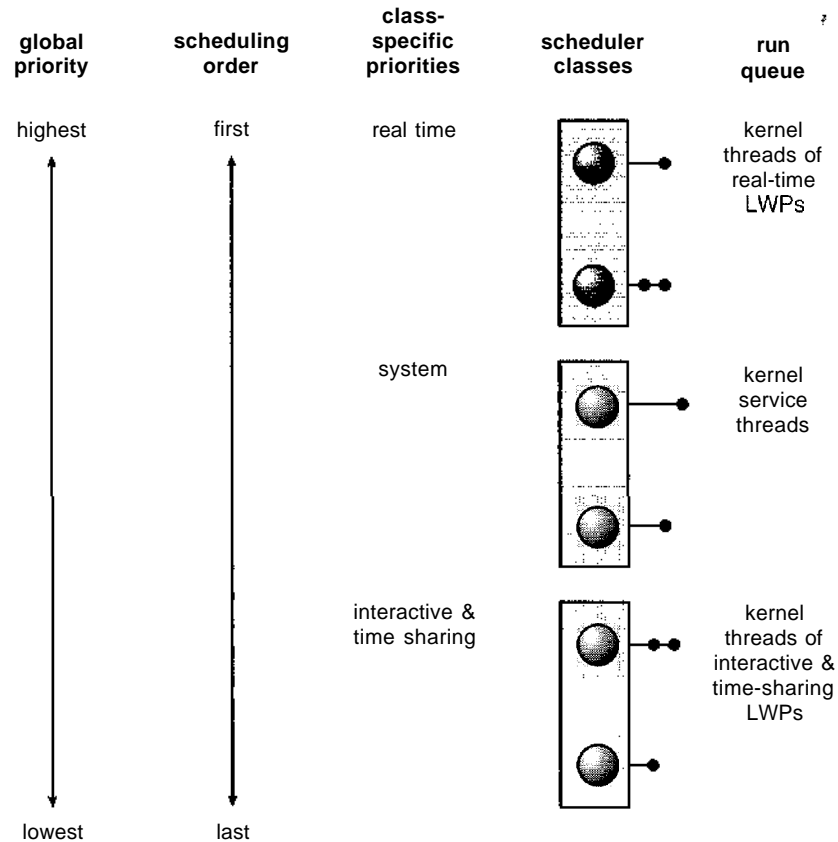 global
priority
scheduling
order
class-
specific
priorities
scheduler
classes
run
queue
highest
first
real time
kernel
threads of
real-time
LWPs
system
kernel
service
threads
interactive &
time sharing
kernel
threads of
interactive &
time-sharing
LWPs
lowest
last